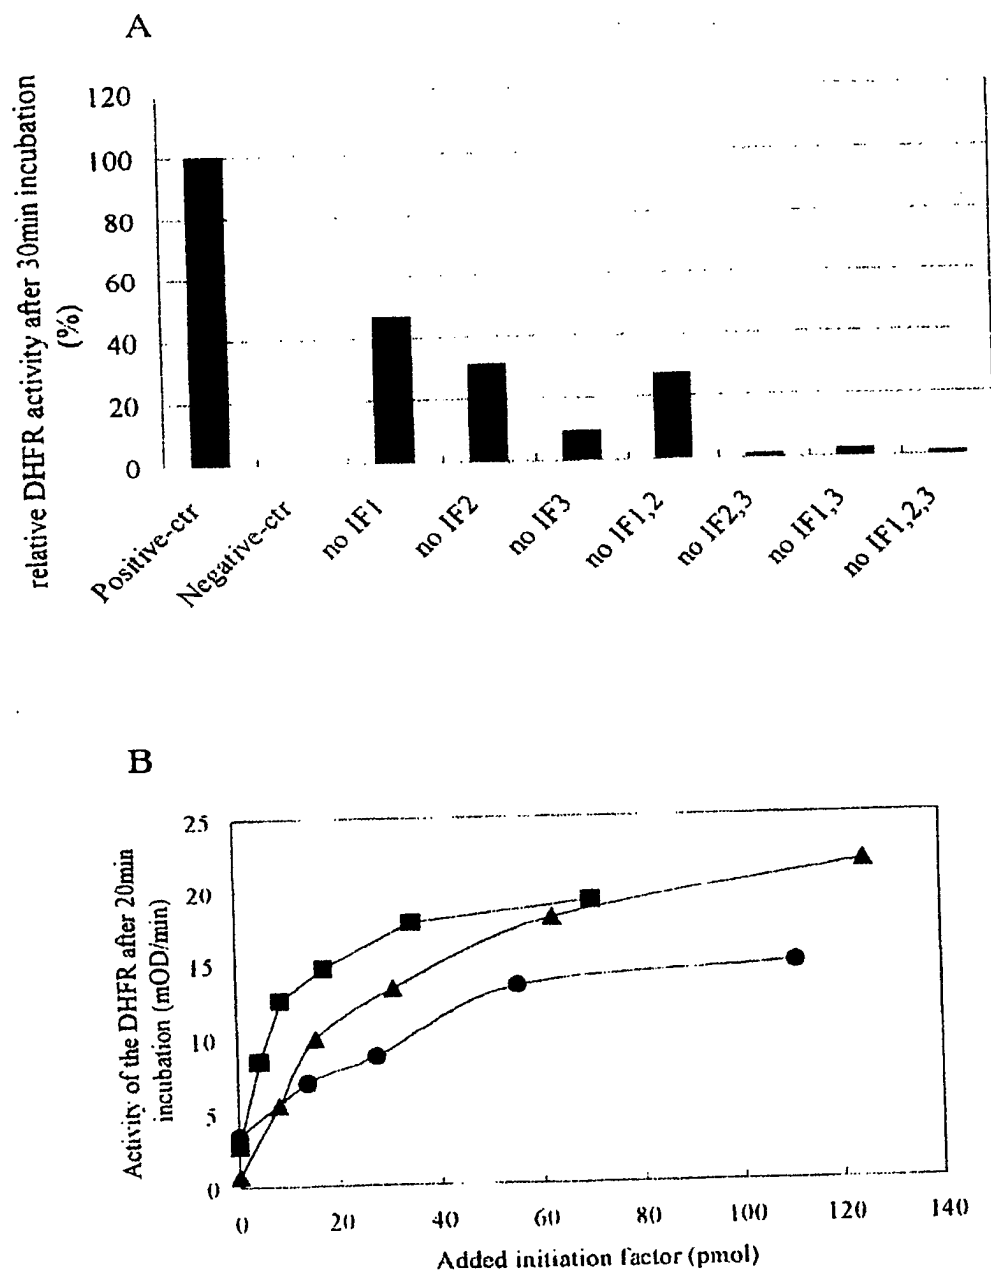 A
relative DHFR activity after 30min incubation
(%)
120
100
80
60
40
20
0
Positive-ctr
Negative-ctr
no IF1
no IF2
no IF3
no IF1,2
no IF2,3
no IF1,3
no IF1,2,3
B
Activity of the DHFR after 20min
incubation (mOD/min)
25
20
15
10
5
0
0
20
40
60
80
100
120
140
Added initiation factor (pmol)